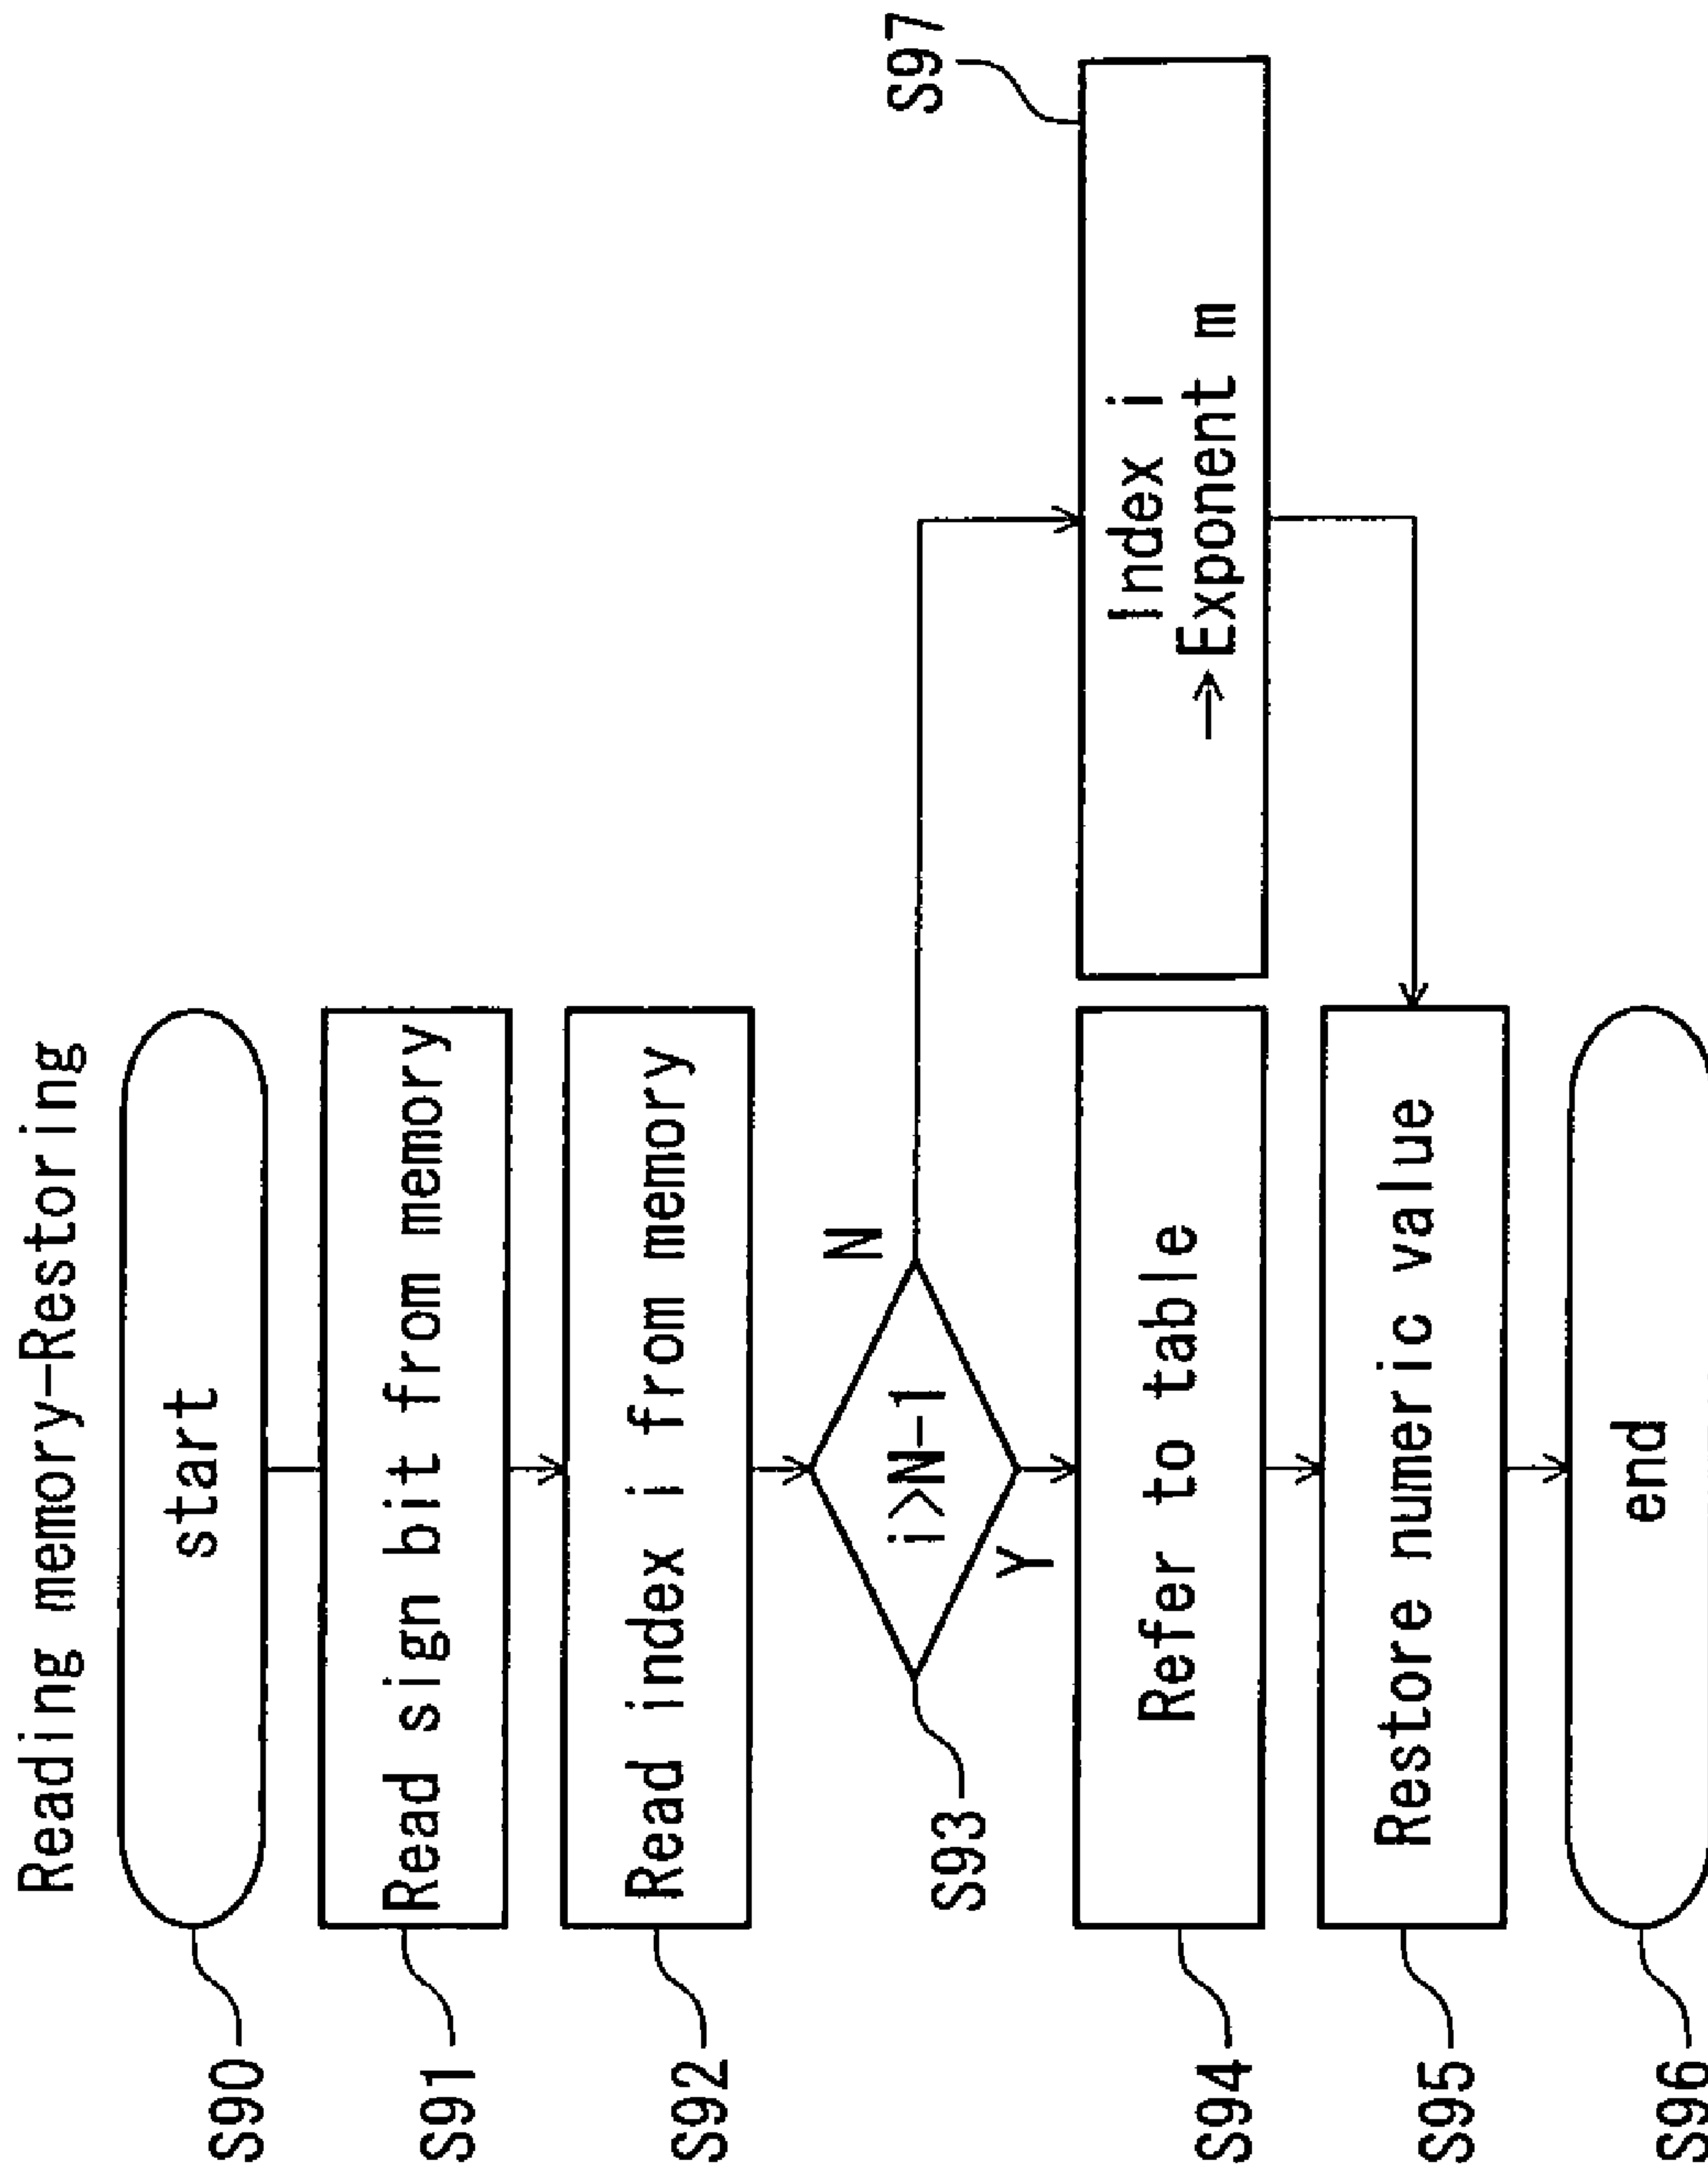 Reading memory-Restoring
S90
start
S91
Read sign bit from memory
S92
Read index i from memory
S93
i>N-1
N
Y
S94
Refer to table
S97
Index i
→Exponent m
S95
Restore numeric value
S96
end